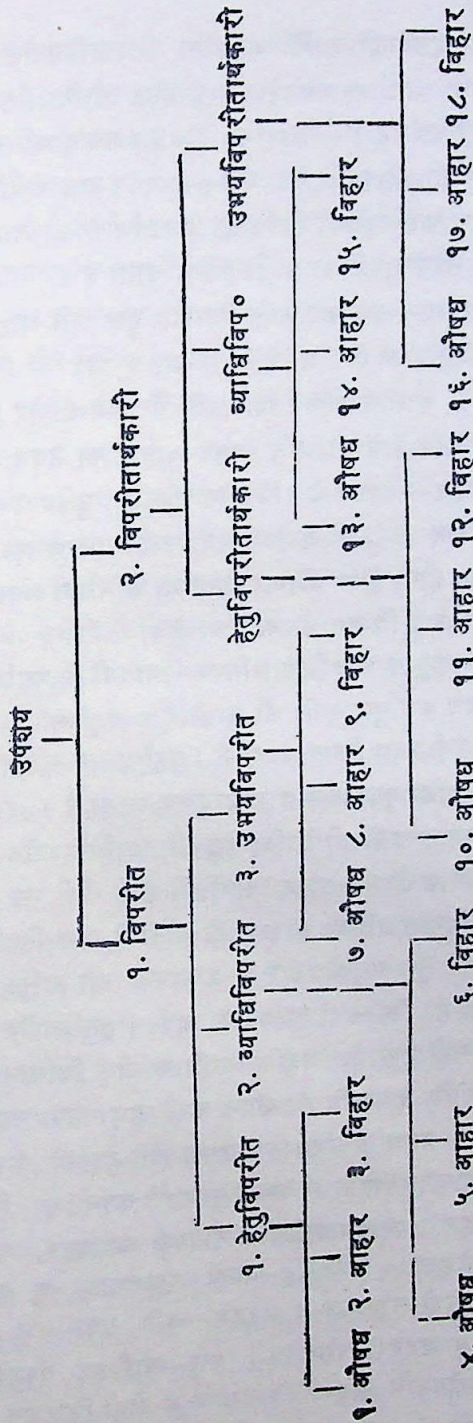 उपशय
१. विपरीत २. विपरीतार्थकारी
१. हेतुविपरीत २. व्याधिविपरीत ३. उभयविपरीत हेतुविपरीतार्थकारी व्याधिविप० उभयविपरीतार्थकारी
१. औषध २. आहार ३. विहार ७. औषध ८. आहार ९. विहार १३. औषध १४. आहार १५. विहार
४. औषध ५. आहार ६. विहार १०. औषध ११. आहार १२. विहार १६. औषध १७. आहार १८. विहार